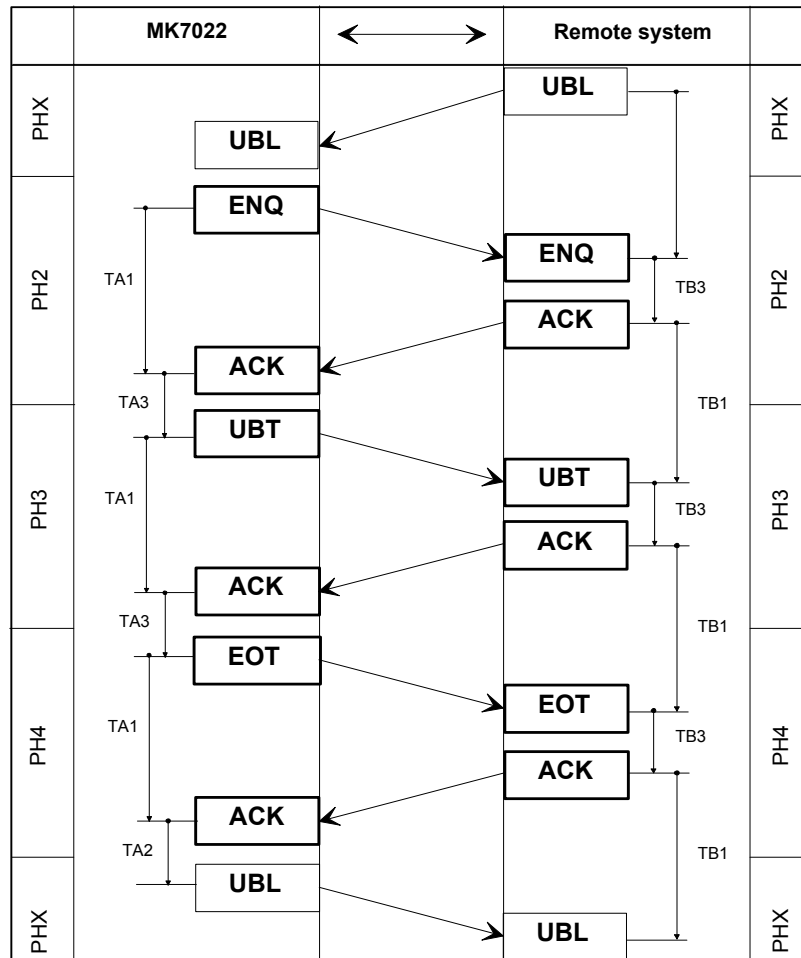 MK7022 Remote system
PHX UBL PHX
UBL
PH2 ENQ PH2
ENQ
TA1 TB3
ACK
ACK
TA3 TB1
UBT
PH3 UBT PH3
TA1 TB3
ACK
ACK
TA3 TB1
EOT
PH4 EOT PH4
TA1 TB3
ACK
ACK
TA2 TB1
UBL
PHX UBL PHX